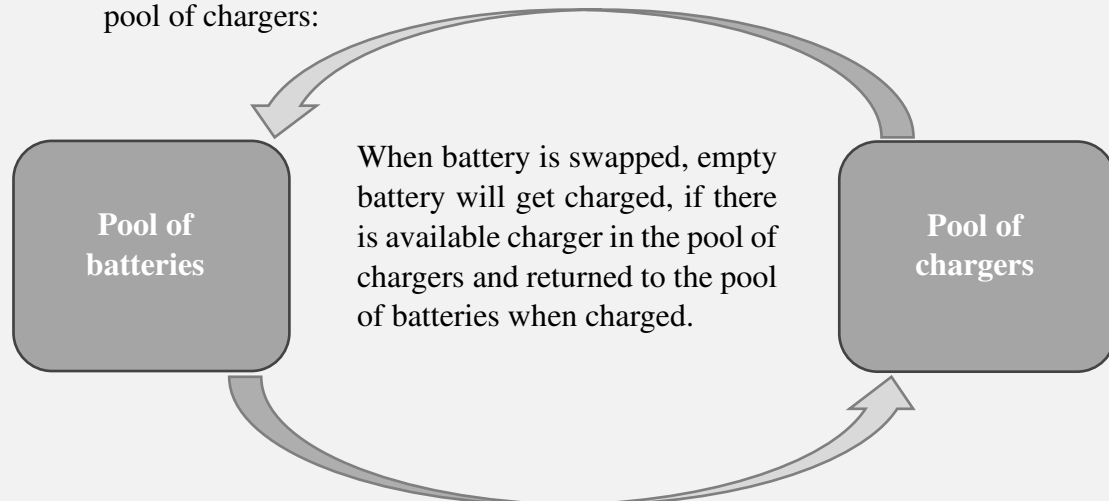 pool of chargers:
When battery is swapped, empty
battery will get charged, if there
is available charger in the pool of
chargers and returned to the pool
of batteries when charged.
Pool of
batteries
Pool of
chargers